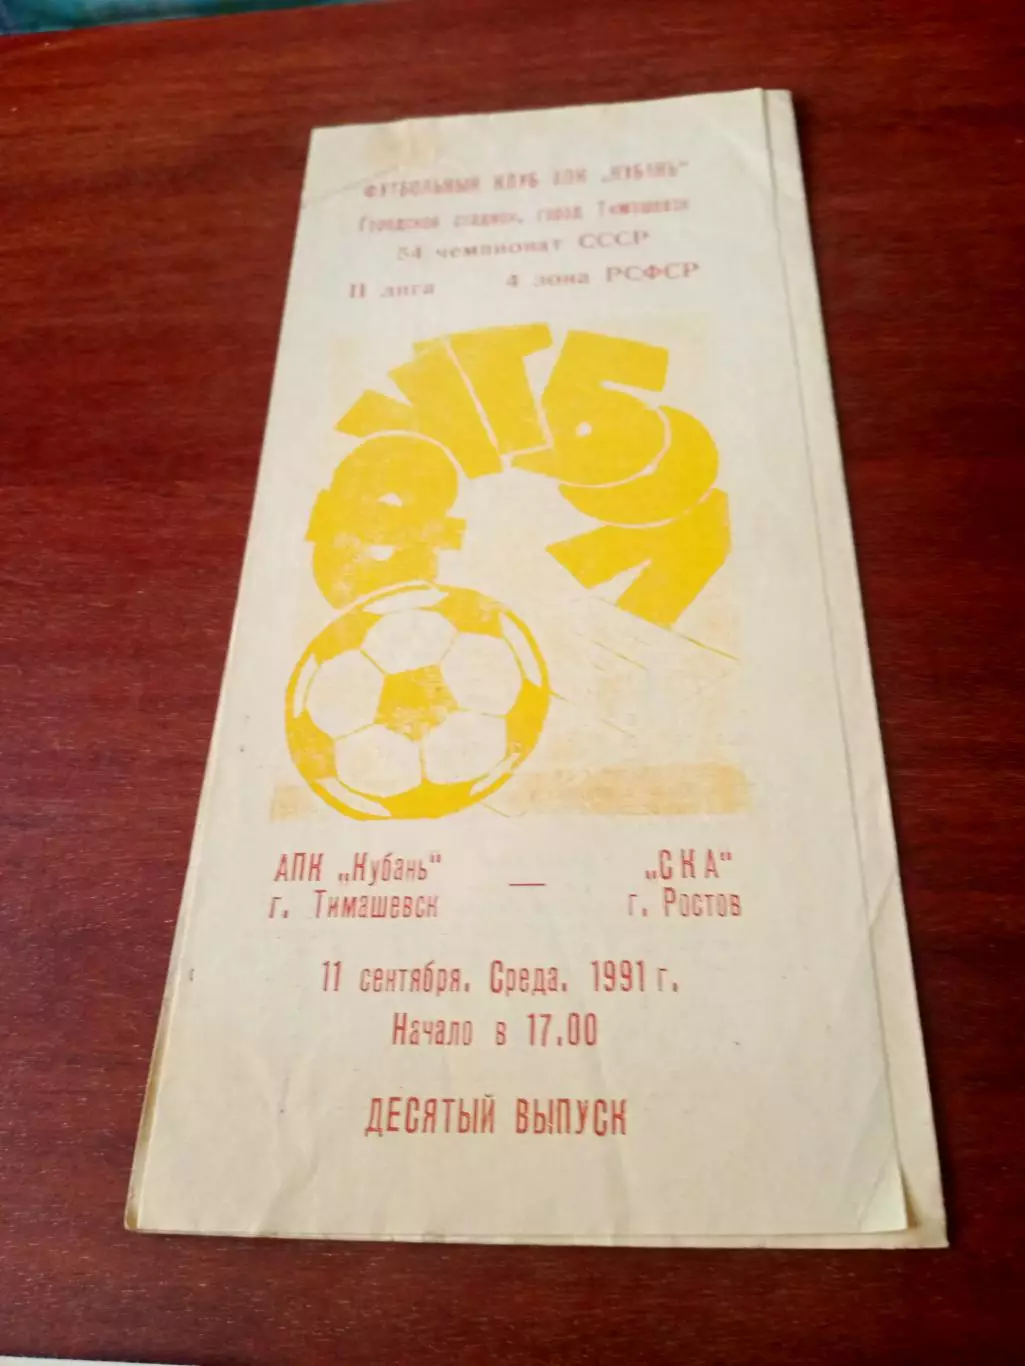 ФУТБОЛЬНЫЙ КЛУБ АПК „КУБАНЬ“
Городской стадион, город Тимашевск
54 чемпионат СССР
II лига 4 зона РСФСР
ФУТБОЛ
АПК „Кубань“ — „СКА“
г. Тимашевск г. Ростов
11 сентября. Среда. 1991 г.
Начало в 17.00
ДЕСЯТЫЙ ВЫПУСК